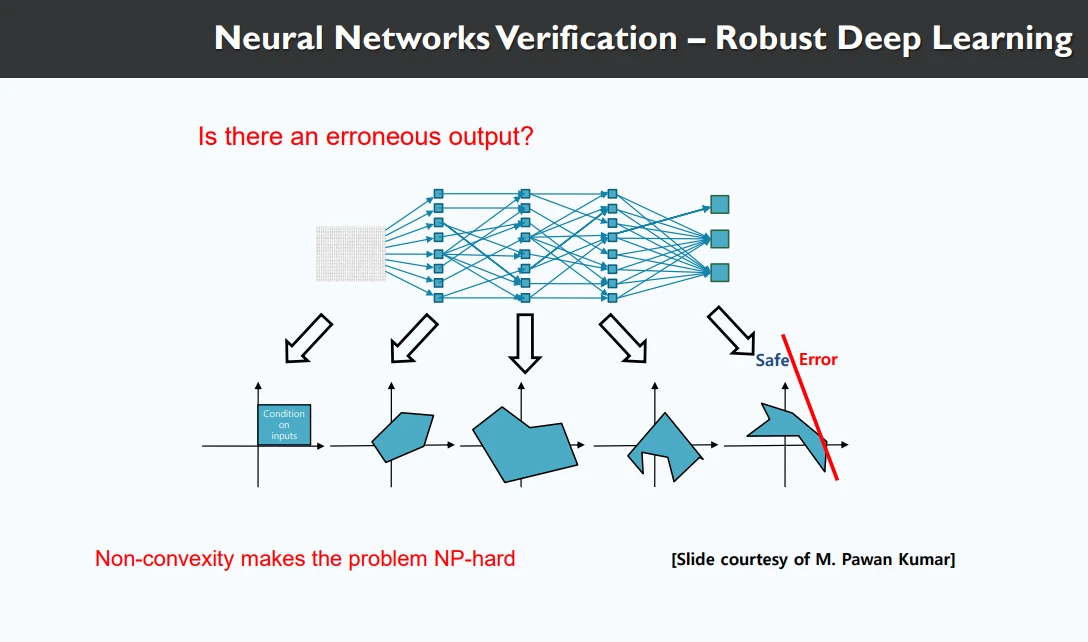 Neural Networks Verification – Robust Deep Learning
Is there an erroneous output?
Safe Error
Condition
on
inputs
Non-convexity makes the problem NP-hard
[Slide courtesy of M. Pawan Kumar]